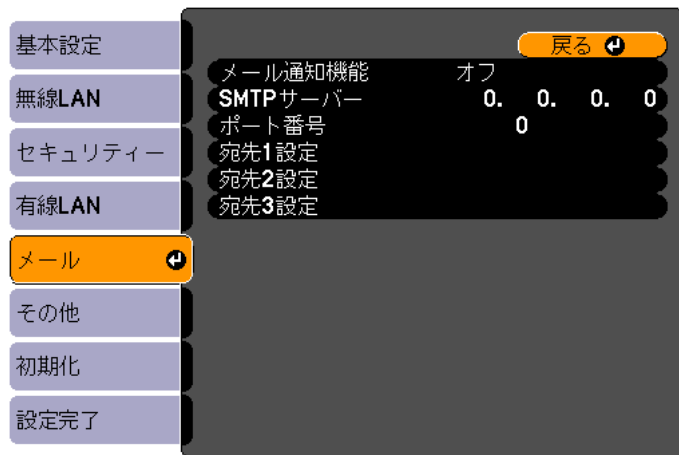 基本設定
無線LAN
セキュリティー
有線LAN
メール
その他
初期化
設定完了
戻る
メール通知機能 オフ
SMTPサーバー 0. 0. 0. 0
ポート番号 0
宛先1設定
宛先2設定
宛先3設定